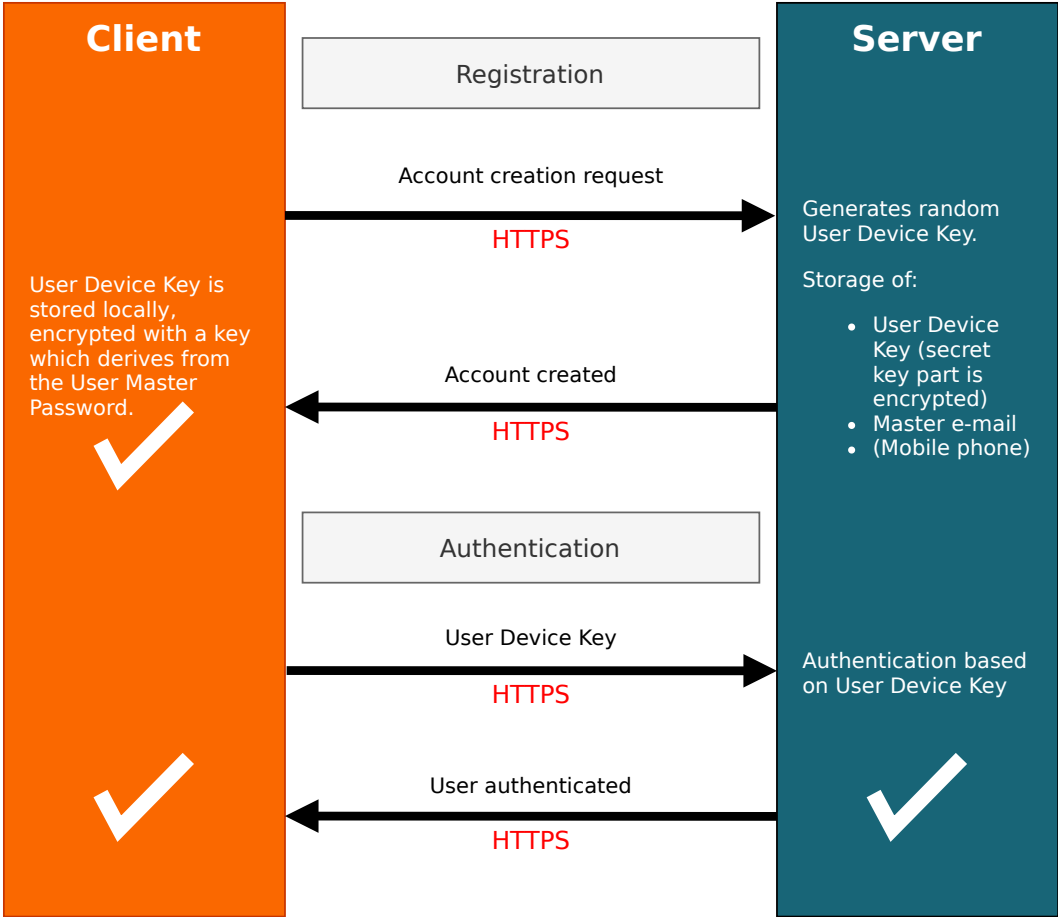 Client
Server
Registration
Account creation request
HTTPS
Generates random
User Device Key.
Storage of:
• User Device
Key (secret
key part is
encrypted)
• Master e-mail
• (Mobile phone)
User Device Key is
stored locally,
encrypted with a key
which derives from
the User Master
Password.
Account created
HTTPS
Authentication
User Device Key
HTTPS
Authentication based
on User Device Key
User authenticated
HTTPS